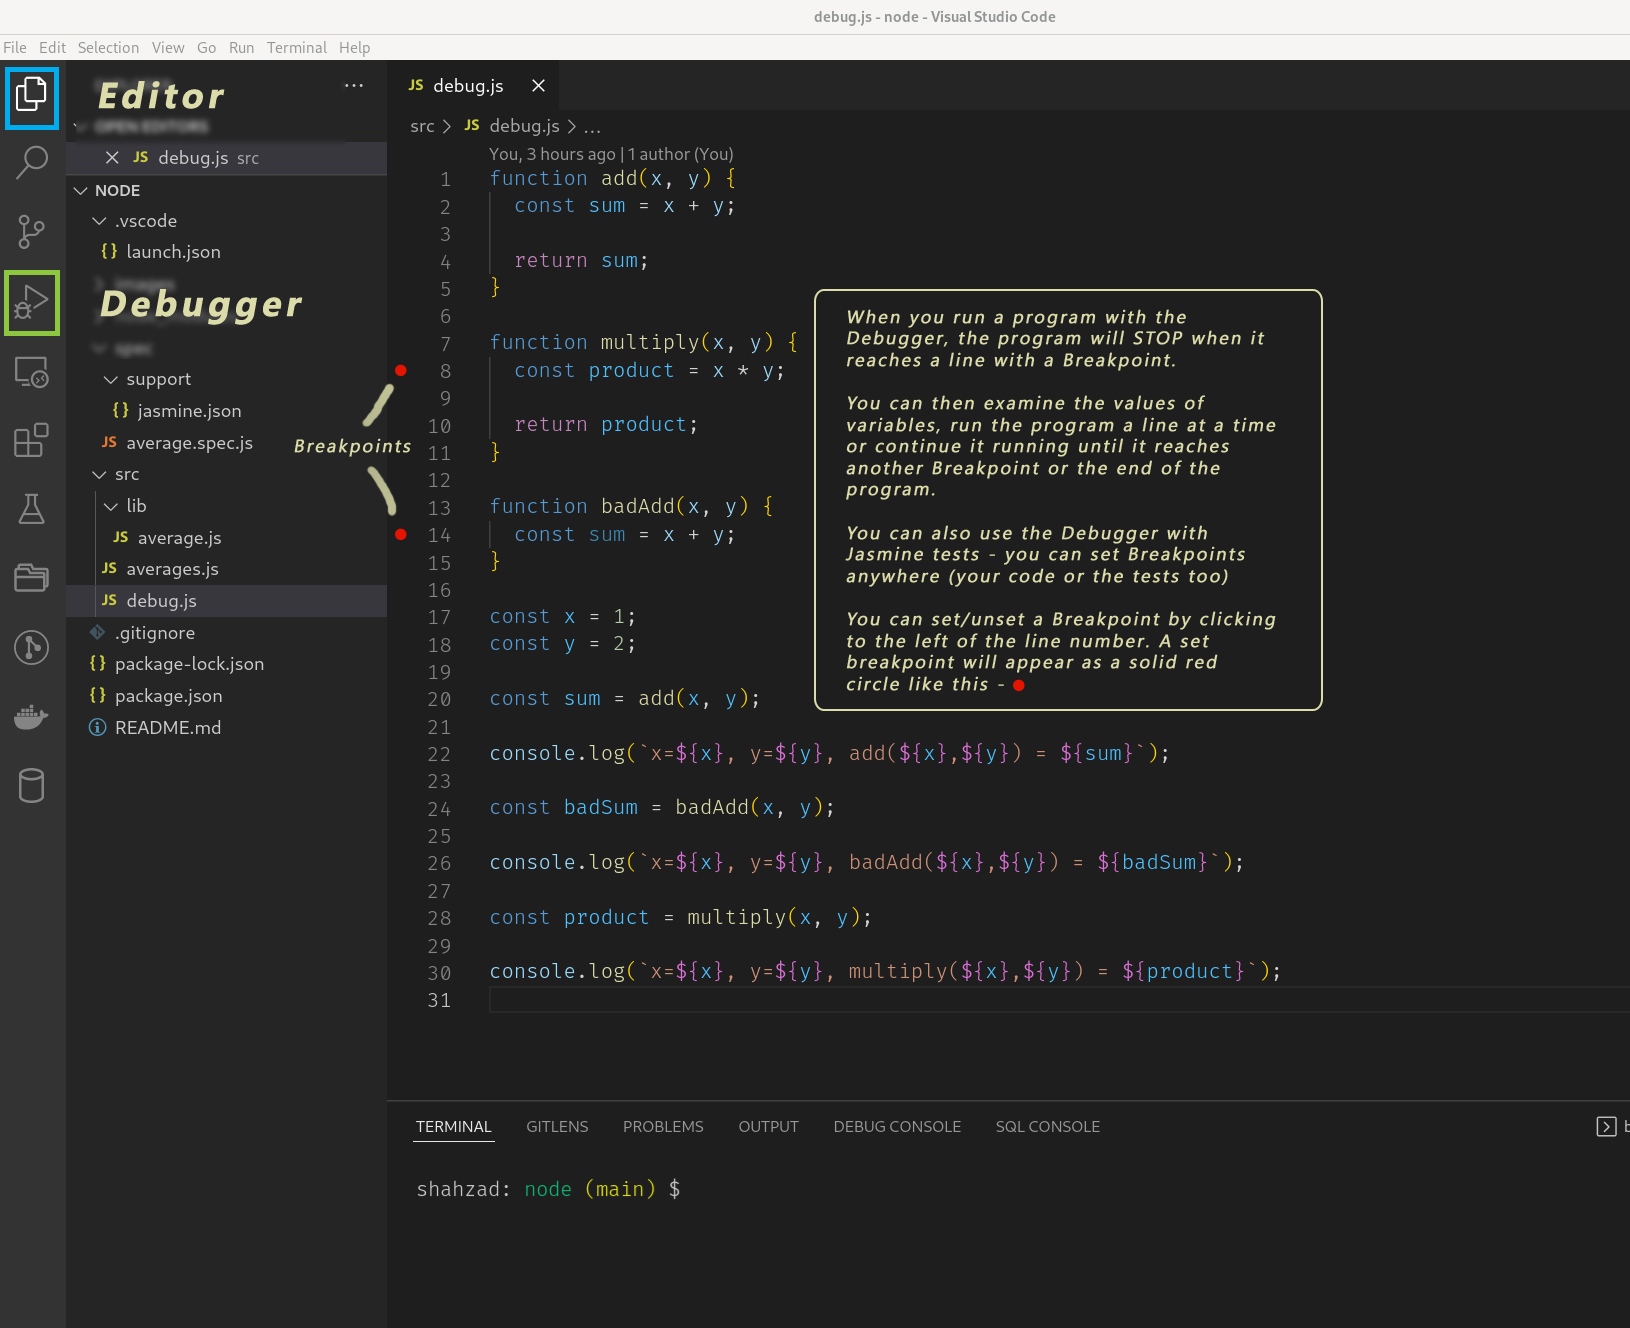 debug.js - node - Visual Studio Code
File Edit Selection View Go Run Terminal Help
Editor
···
OPEN EDITORS
JS debug.js src
NODE
.vscode
{} launch.json
images
Debugger
spec
support
{} jasmine.json
JS average.spec.js
src
lib
JS average.js
JS averages.js
JS debug.js
.gitignore
{} package-lock.json
{} package.json
README.md
Breakpoints
JS debug.js
src > JS debug.js > ...
You, 3 hours ago | 1 author (You)
1 function add(x, y) {
2 const sum = x + y;
3
4 return sum;
5 }
6
7 function multiply(x, y) {
8 const product = x * y;
9
10 return product;
11 }
12
13 function badAdd(x, y) {
14 const sum = x + y;
15 }
16
17 const x = 1;
18 const y = 2;
19
20 const sum = add(x, y);
21
22 console.log(`x=${x}, y=${y}, add(${x},${y}) = ${sum}`);
23
24 const badSum = badAdd(x, y);
25
26 console.log(`x=${x}, y=${y}, badAdd(${x},${y}) = ${badSum}`);
27
28 const product = multiply(x, y);
29
30 console.log(`x=${x}, y=${y}, multiply(${x},${y}) = ${product}`);
31
When you run a program with the
Debugger, the program will STOP when it
reaches a line with a Breakpoint.
You can then examine the values of
variables, run the program a line at a time
or continue it running until it reaches
another Breakpoint or the end of the
program.
You can also use the Debugger with
Jasmine tests - you can set Breakpoints
anywhere (your code or the tests too)
You can set/unset a Breakpoint by clicking
to the left of the line number. A set
breakpoint will appear as a solid red
circle like this -
TERMINAL GITLENS PROBLEMS OUTPUT DEBUG CONSOLE SQL CONSOLE
shahzad: node (main) $